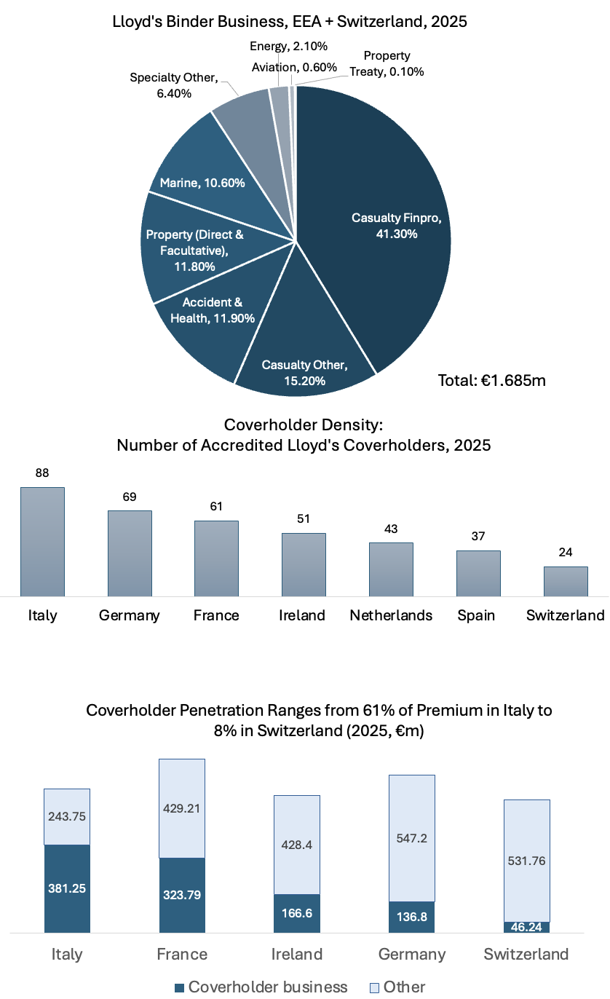 Lloyd's Binder Business, EEA + Switzerland, 2025
Energy, 2.10%
Aviation, 0.60%
Property
Treaty, 0.10%
Specialty Other,
6.40%
Marine, 10.60%
Casualty Finpro,
41.30%
Property (Direct &
Facultative),
11.80%
Accident &
Health, 11.90%
Casualty Other,
15.20%
Total: €1.685m
Coverholder Density:
Number of Accredited Lloyd's Coverholders, 2025
88
69
61
51
43
37
24
Italy
Germany
France
Ireland
Netherlands
Spain
Switzerland
Coverholder Penetration Ranges from 61% of Premium in Italy to
8% in Switzerland (2025, €m)
243.75
429.21
428.4
547.2
531.76
381.25
323.79
166.6
136.8
46.24
Italy
France
Ireland
Germany
Switzerland
Coverholder business
Other